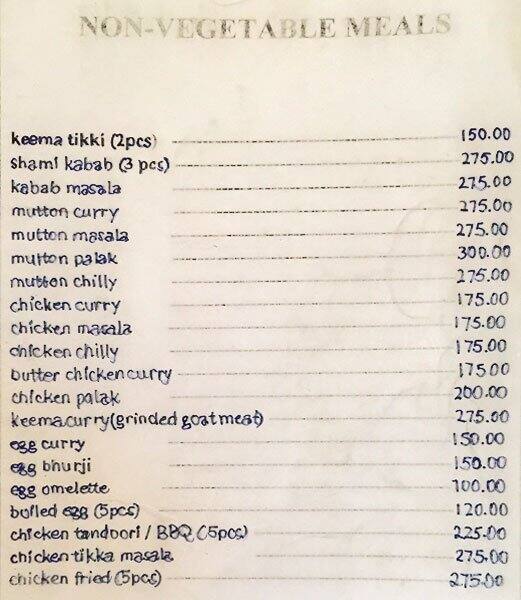 NON-VEGETABLE MEALS
keema tikki (2pcs) 150.00
shami kabab (3 pcs) 275.00
kabab masala 275.00
mutton curry 275.00
mutton masala 275.00
mutton palak 300.00
mutton chilly 275.00
chicken curry 175.00
chicken masala 175.00
chicken chilly 175.00
butter chicken curry 17500
chicken palak 200.00
keema curry (grinded goat meat) 275.00
egg curry 150.00
egg bhurji 150.00
egg omelette 100.00
boiled egg (5pcs) 120.00
chicken tandoori / BBQ (5pcs) 225.00
chicken tikka masala 275.00
chicken fried (5pcs) 275.00